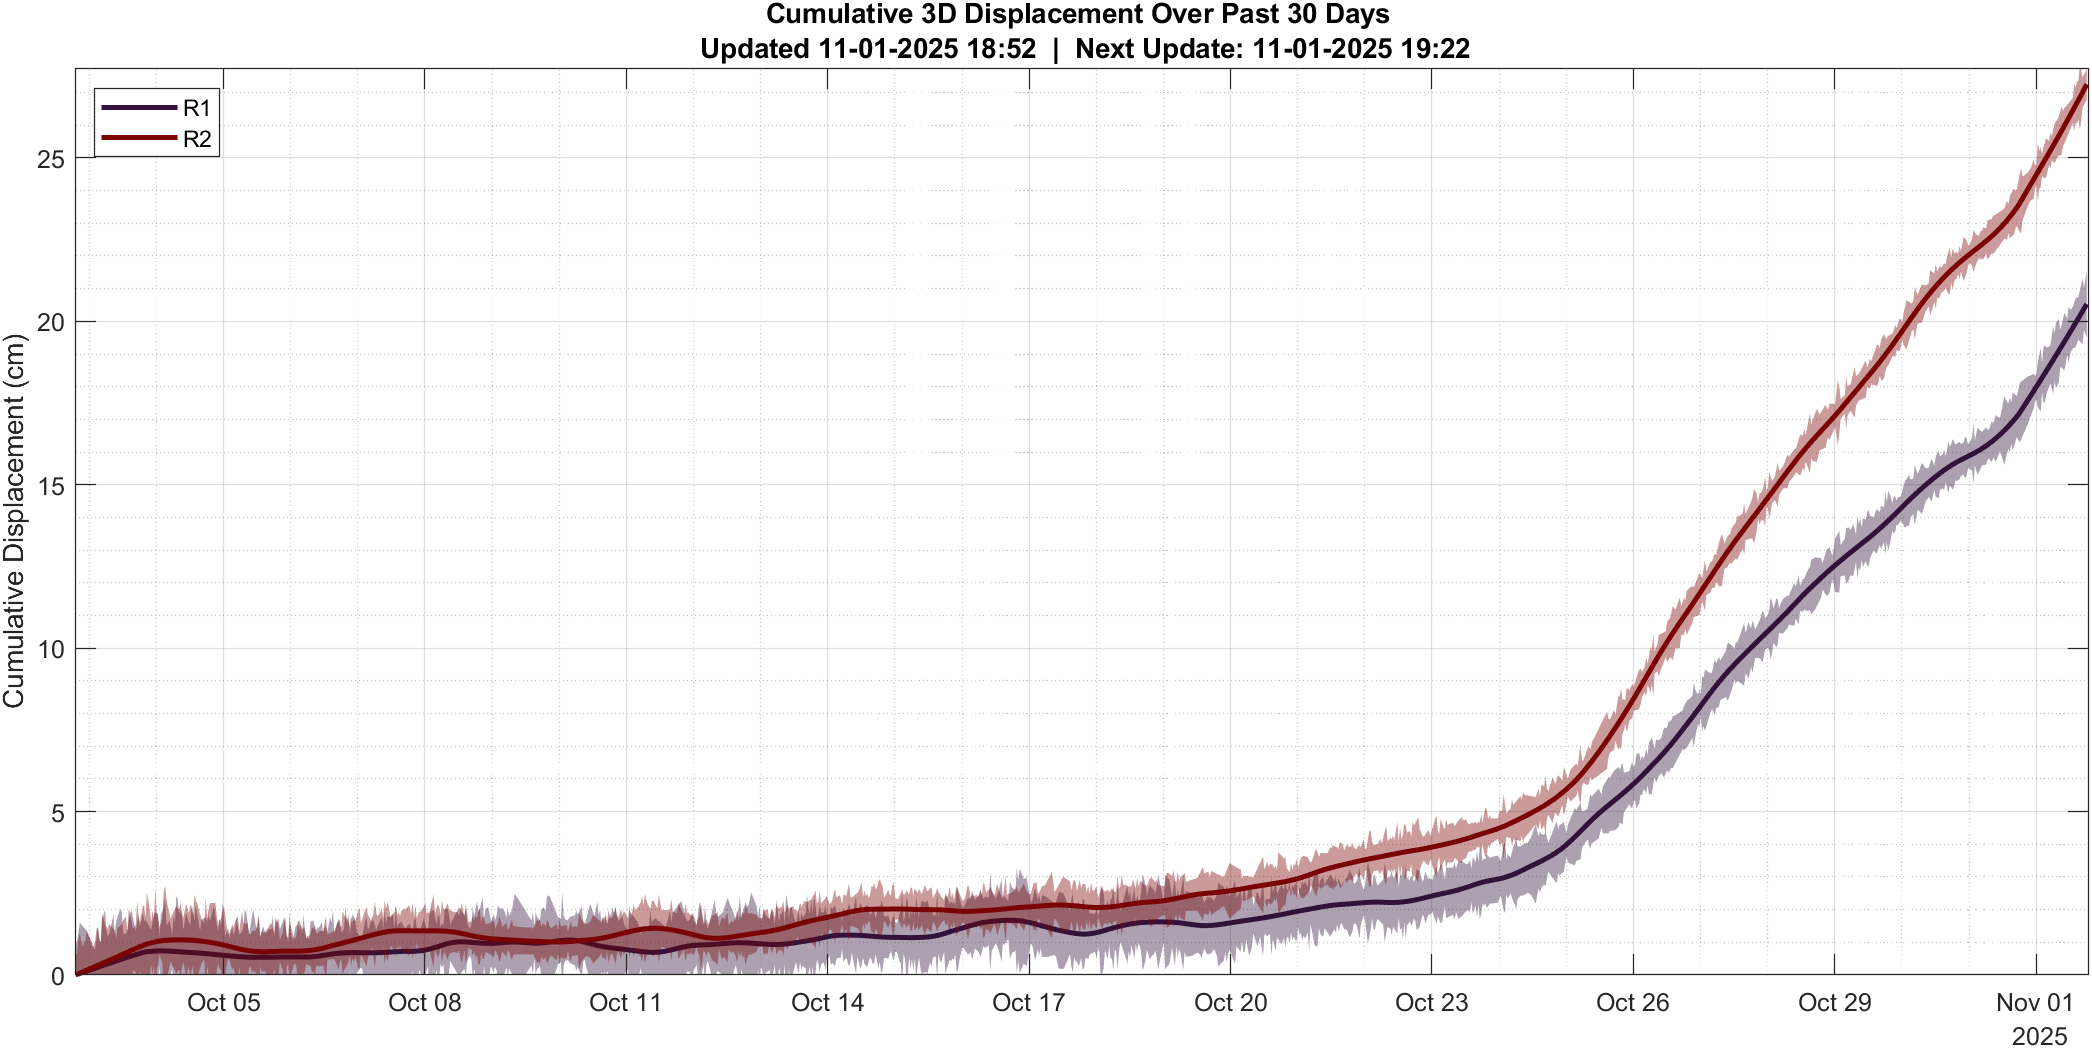 Cumulative 3D Displacement Over Past 30 Days
Updated 11-01-2025 18:52 | Next Update: 11-01-2025 19:22
R1
R2
Cumulative Displacement (cm)
25
20
15
10
5
0
Oct 05 Oct 08 Oct 11 Oct 14 Oct 17 Oct 20 Oct 23 Oct 26 Oct 29 Nov 01
2025